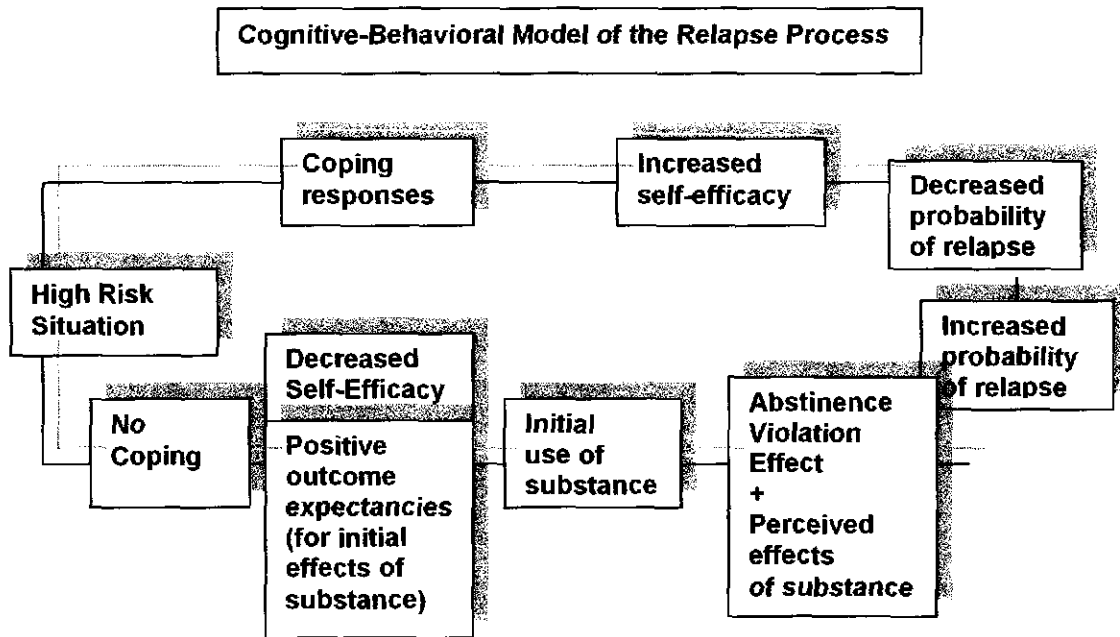 Cognitive-Behavioral Model of the Relapse Process
Coping
responses
Increased
self-efficacy
Decreased
probability
of relapse
High Risk
Situation
Increased
probability
of relapse
No
Coping
Decreased
Self-Efficacy
Positive
outcome
expectancies
(for initial
effects of
substance)
Initial
use of
substance
Abstinence
Violation
Effect
+
Perceived
effects
of substance